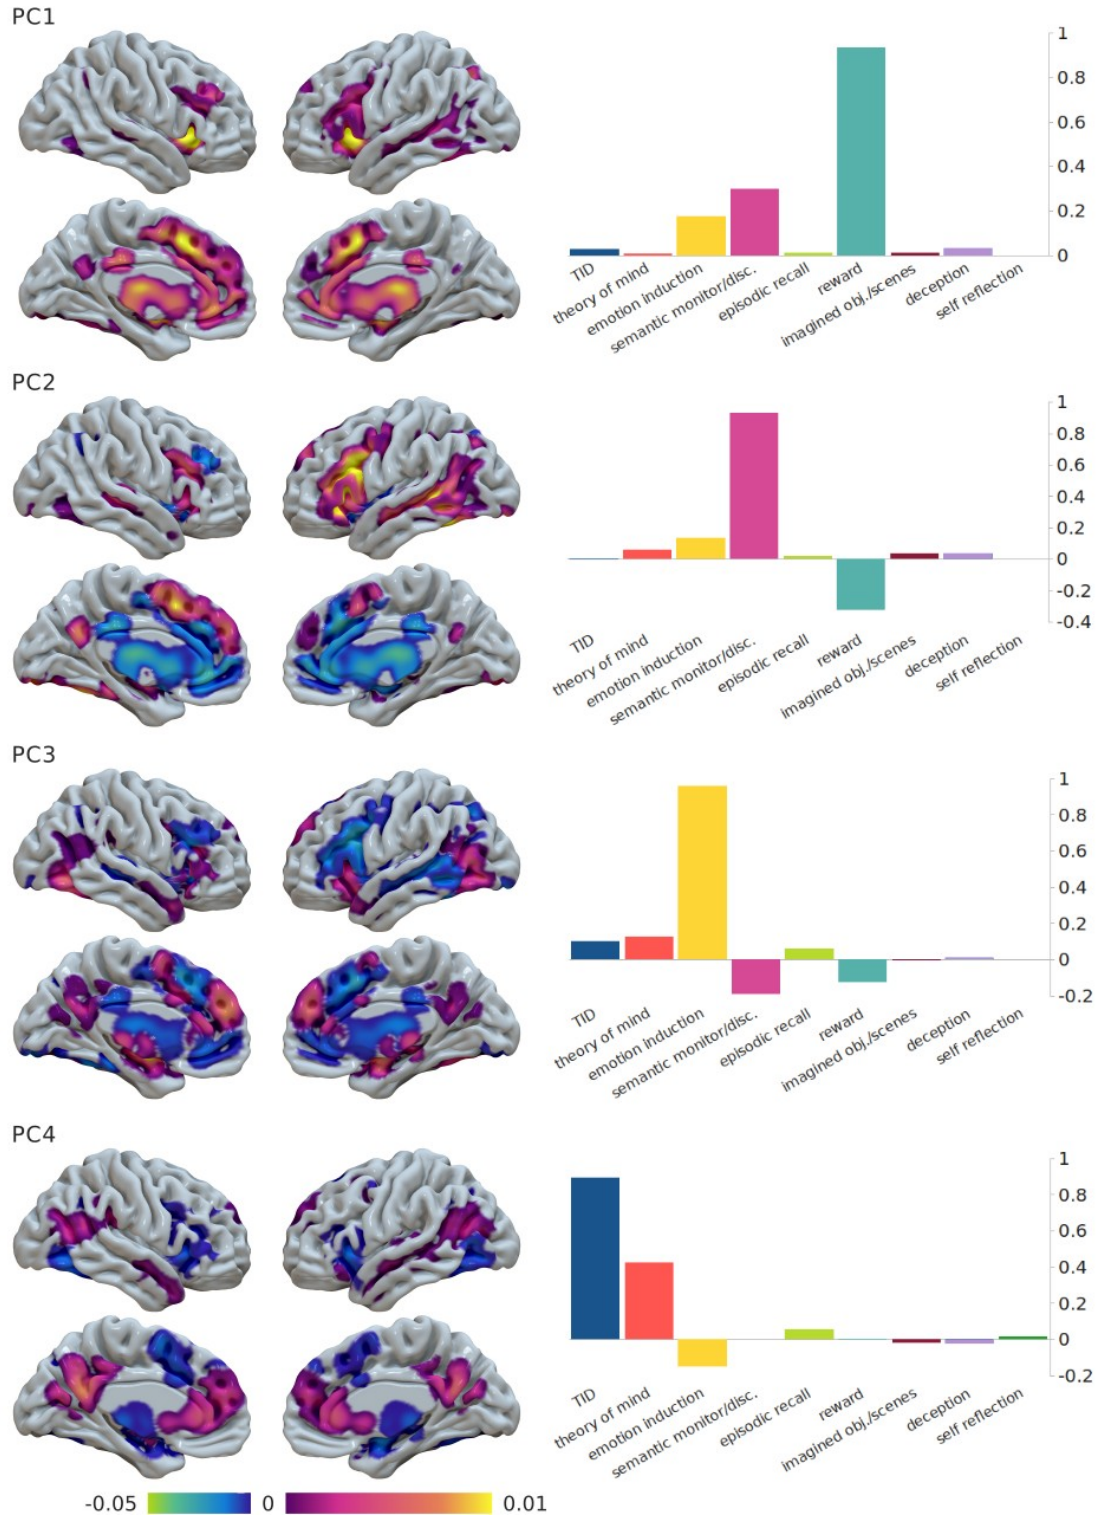 PC1
1
0.8
0.6
0.4
0.2
0
TID
theory of mind
emotion induction
semantic monitor/disc.
episodic recall
reward
imagined obj./scenes
deception
self reflection
PC2
1
0.8
0.6
0.4
0.2
0
-0.2
-0.4
TID
theory of mind
emotion induction
semantic monitor/disc.
episodic recall
reward
imagined obj./scenes
deception
self reflection
PC3
1
0.8
0.6
0.4
0.2
0
-0.2
TID
theory of mind
emotion induction
semantic monitor/disc.
episodic recall
reward
imagined obj./scenes
deception
self reflection
PC4
1
0.8
0.6
0.4
0.2
0
-0.2
TID
theory of mind
emotion induction
semantic monitor/disc.
episodic recall
reward
imagined obj./scenes
deception
self reflection
-0.05 0 0.01